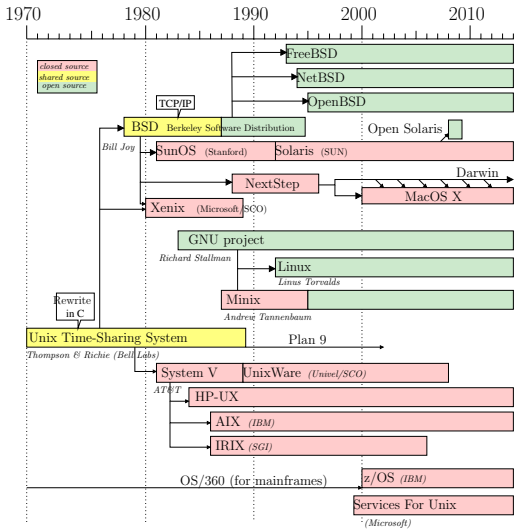 1970 1980 1990 2000 2010
closed source
shared source
open source
FreeBSD
NetBSD
OpenBSD
TCP/IP
BSD Berkeley Software Distribution
Open Solaris
Bill Joy
SunOS (Stanford) Solaris (SUN)
Darwin
NextStep
MacOS X
Xenix (Microsoft/SCO)
GNU project
Richard Stallman
Linux
Linus Torvalds
Minix
Andrew Tannenbaum
Rewrite
in C
Unix Time-Sharing System
Plan 9
Thompson & Richie (Bell Labs)
System V UnixWare (Univel/SCO)
AT&T
HP-UX
AIX (IBM)
IRIX (SGI)
OS/360 (for mainframes) z/OS (IBM)
Services For Unix
(Microsoft)